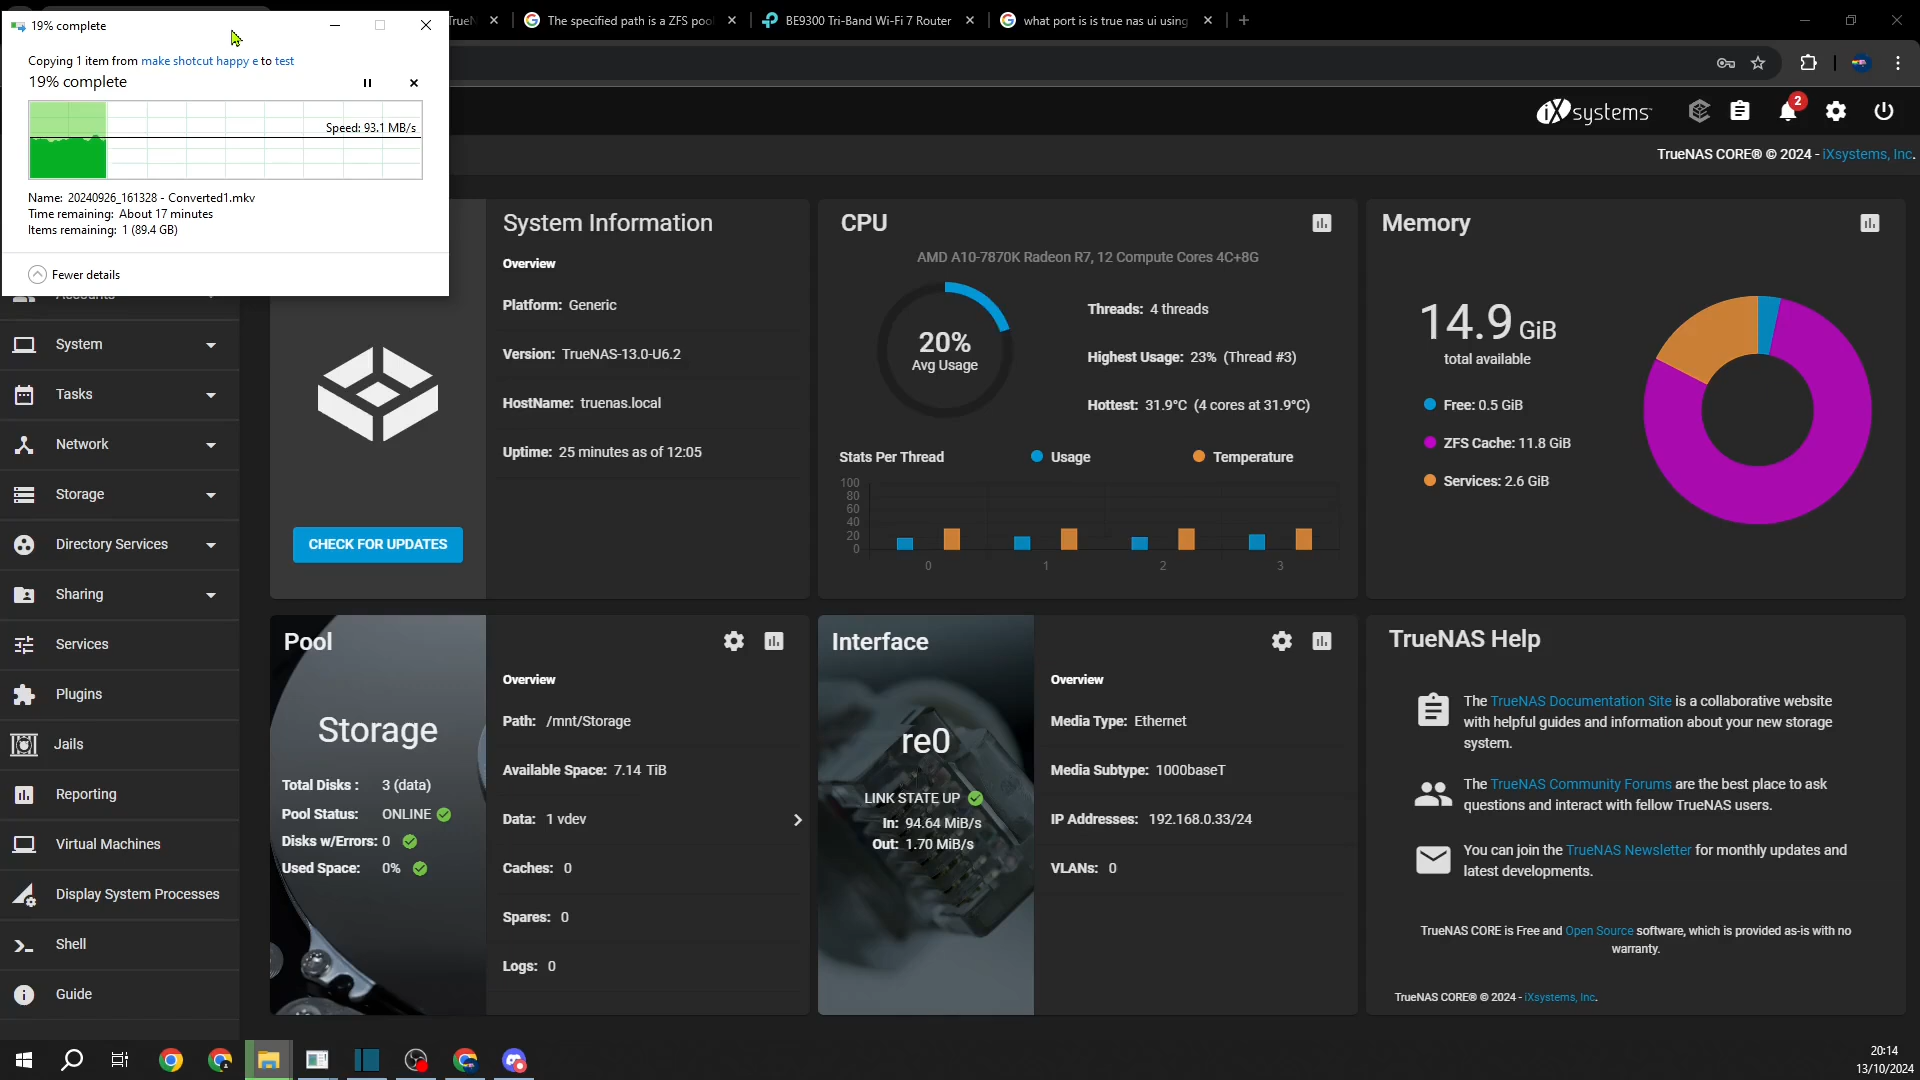 19% complete
Copying 1 item from make shotcut happy e to test
19% complete
Speed: 93.1 MB/s
Name: 20240926_161328 - Converted1.mkv
Time remaining: About 17 minutes
Items remaining: 1 (89.4 GB)
Fewer details
The specified path is a ZFS poo
BE9300 Tri-Band Wi-Fi 7 Router
what port is is true nas ui using
iXsystems
2
TrueNAS CORE® © 2024 - iXsystems, Inc.
System
Tasks
Network
Storage
Directory Services
Sharing
Services
Plugins
Jails
Reporting
Virtual Machines
Display System Processes
Shell
Guide
CHECK FOR UPDATES
System Information
Overview
Platform: Generic
Version: TrueNAS-13.0-U6.2
HostName: truenas.local
Uptime: 25 minutes as of 12:05
CPU
AMD A10-7870K Radeon R7, 12 Compute Cores 4C+8G
20%
Avg Usage
Threads: 4 threads
Highest Usage: 23% (Thread #3)
Hottest: 31.9°C (4 cores at 31.9°C)
Stats Per Thread
Usage
Temperature
100
80
60
40
20
0
0 1 2 3
Memory
14.9 GiB
total available
Free: 0.5 GiB
ZFS Cache: 11.8 GiB
Services: 2.6 GiB
Pool
Storage
Total Disks : 3 (data)
Pool Status: ONLINE
Disks w/Errors: 0
Used Space: 0%
Overview
Path: /mnt/Storage
Available Space: 7.14 TiB
Data: 1 vdev
Caches: 0
Spares: 0
Logs: 0
Interface
re0
LINK STATE UP
In: 94.64 MiB/s
Out: 1.70 MiB/s
Overview
Media Type: Ethernet
Media Subtype: 1000baseT
IP Addresses: 192.168.0.33/24
VLANs: 0
TrueNAS Help
The TrueNAS Documentation Site is a collaborative website
with helpful guides and information about your new storage
system.
The TrueNAS Community Forums are the best place to ask
questions and interact with fellow TrueNAS users.
You can join the TrueNAS Newsletter for monthly updates and
latest developments.
TrueNAS CORE is Free and Open Source software, which is provided as-is with no
warranty.
TrueNAS CORE® © 2024 - iXsystems, Inc.
20:14
13/10/2024